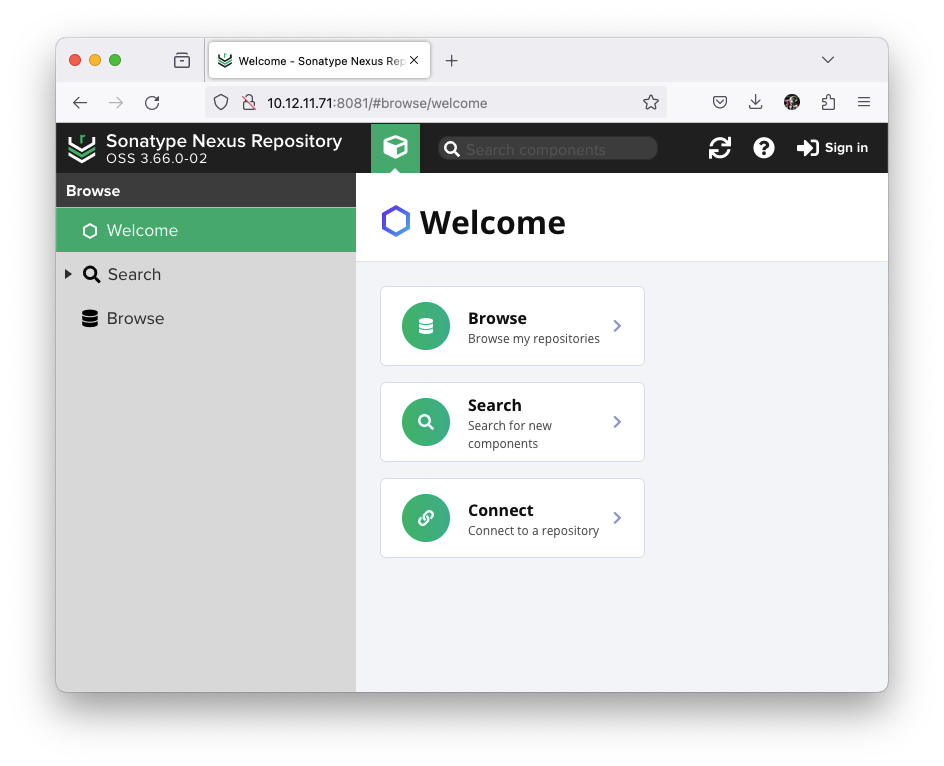 Welcome - Sonatype Nexus Rep
10.12.11.71:8081/#browse/welcome
Sonatype Nexus Repository
OSS 3.66.0-02
Search components
Sign in
Browse
Welcome
Search
Browse
Welcome
Browse
Browse my repositories
Search
Search for new
components
Connect
Connect to a repository